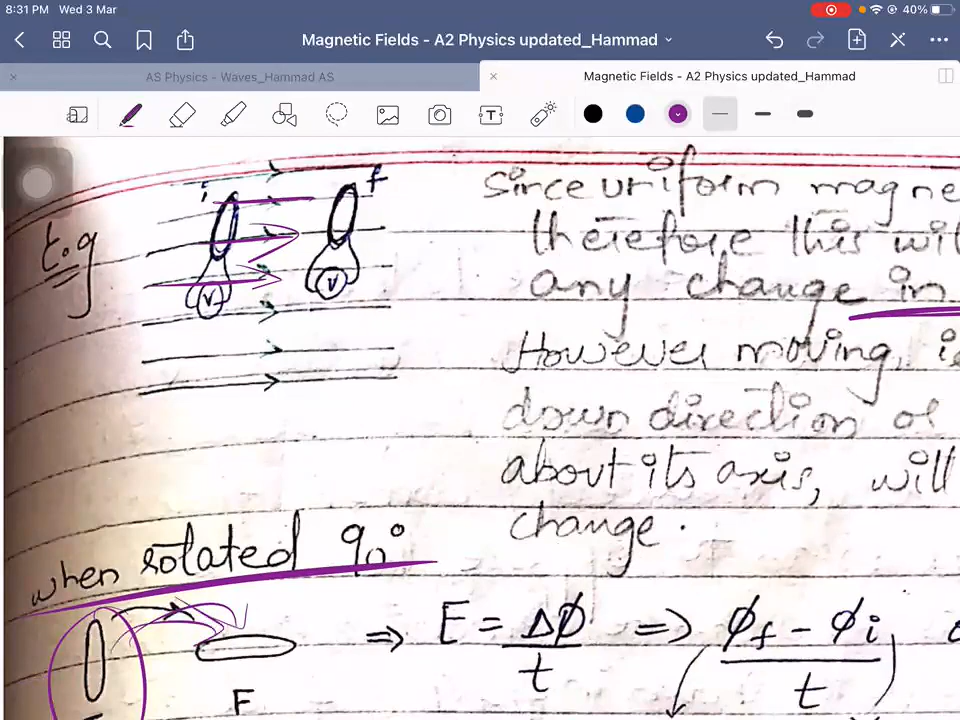 8:31 PM Wed 3 Mar
40%
Magnetic Fields - A2 Physics updated_Hammad
AS Physics - Waves_Hammad AS
Magnetic Fields - A2 Physics updated_Hammad
T
i
f
E.g
V
V
Since uniform magne
therefore this wil
any change in
However moving, i
down direction o
about its axis, will
change.
when rotated 90°
E = ΔΦ/t ⇒ Φf - Φi/t
F